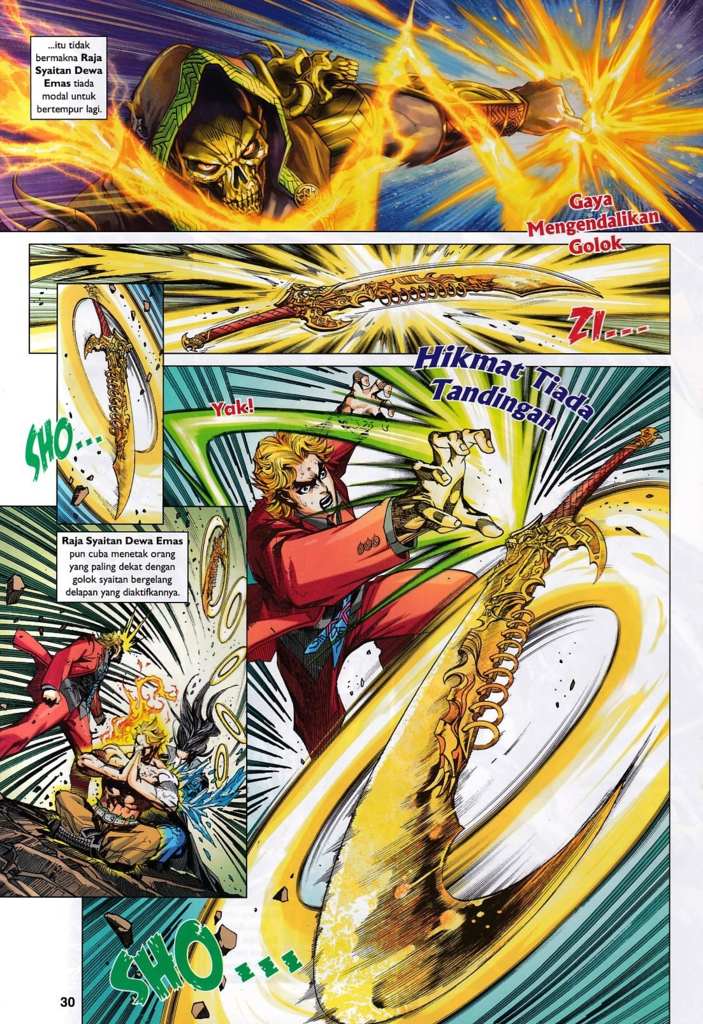 ...itu tidak
bermakna Raja
Syaitan Dewa
Emas tiada
modal untuk
bertempur lagi.
Gaya
Mengendalikan
Golok
ZI...
SHO...
Hikmat Tiada
Tandingan
Yak!
Raja Syaitan Dewa Emas
pun cuba menetak orang
yang paling dekat dengan
golok syaitan bergelang
delapan yang diaktifkannya.
SHO...
30